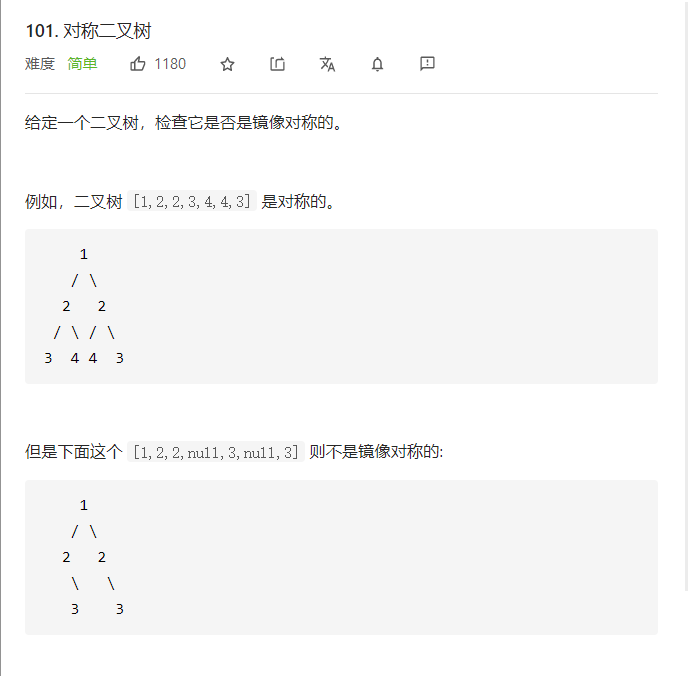 101. 对称二叉树
难度 简单 1180
给定一个二叉树，检查它是否是镜像对称的。
例如，二叉树 [1,2,2,3,4,4,3] 是对称的。
    1
   / \
  2   2
 / \ / \
3  4 4  3
但是下面这个 [1,2,2,null,3,null,3] 则不是镜像对称的:
    1
   / \
  2   2
   \   \
   3    3